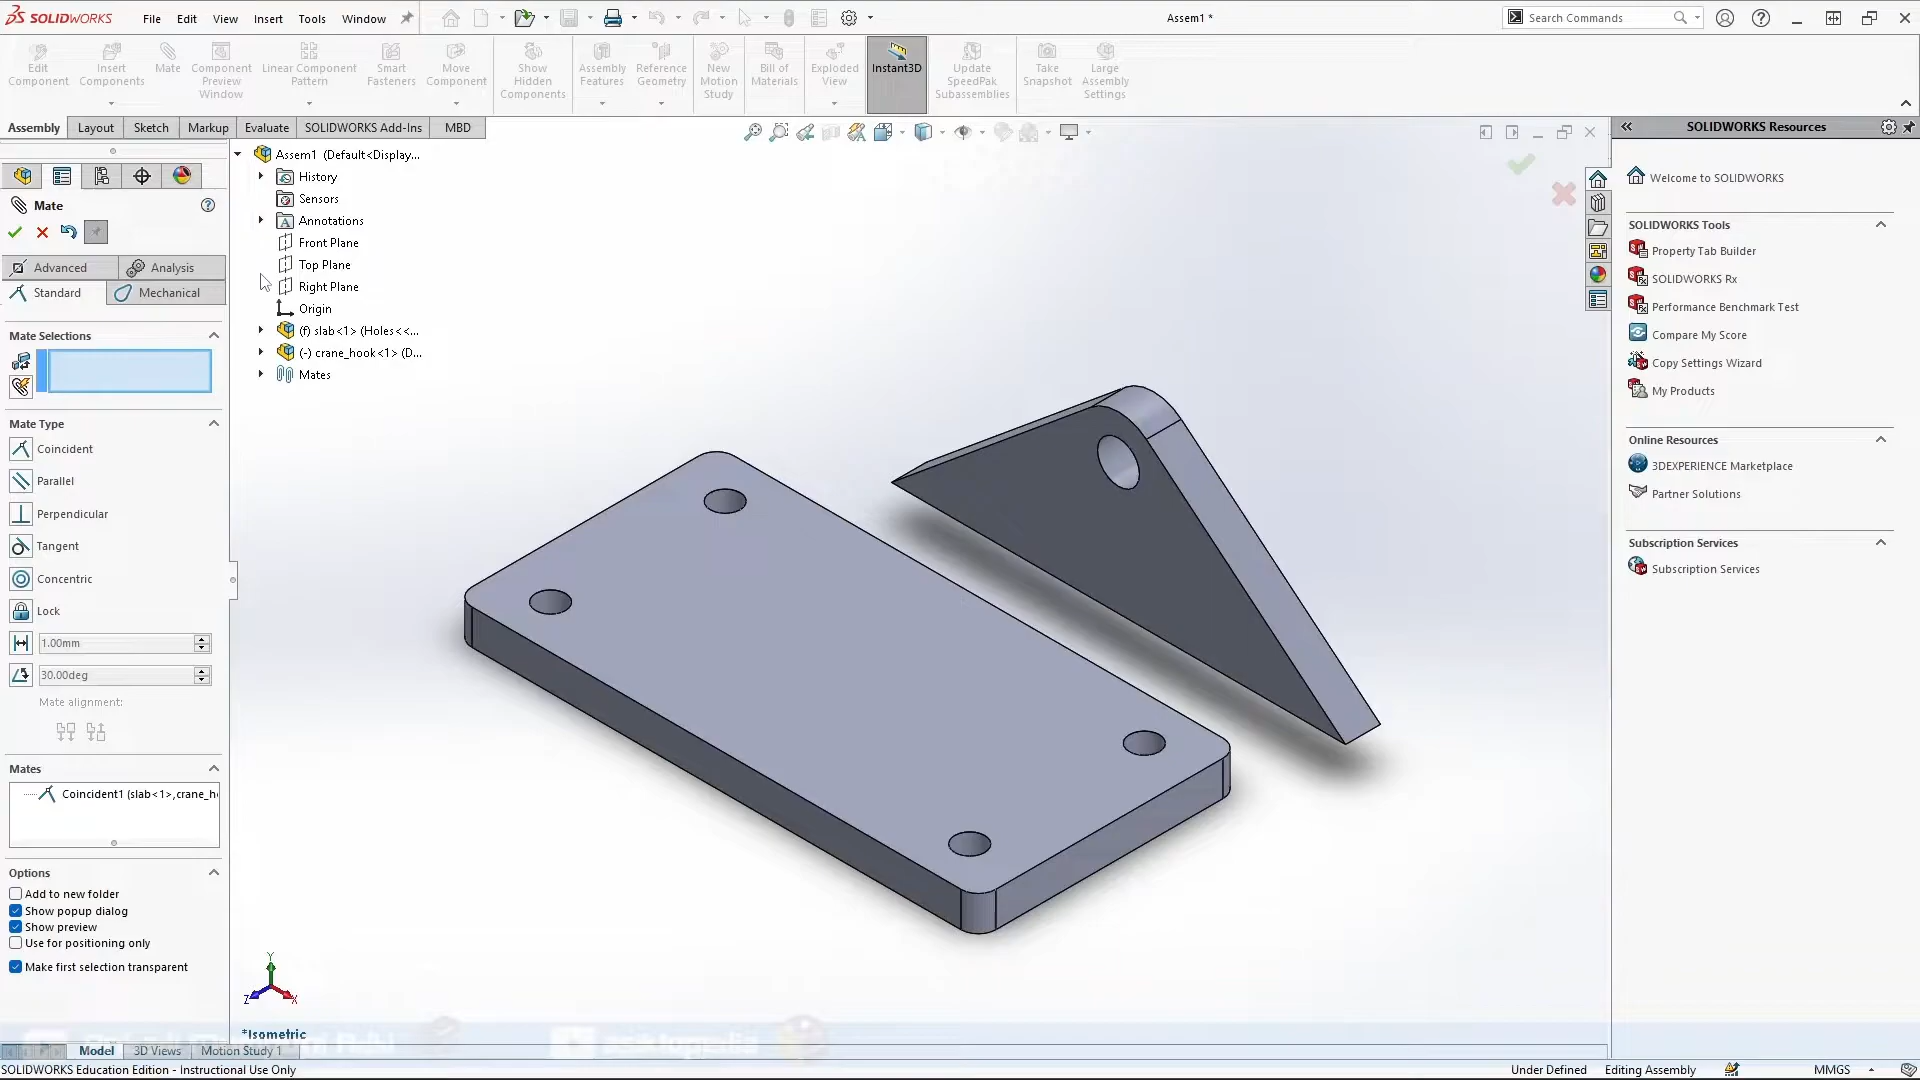 SOLIDWORKS
File Edit View Insert Tools Window
Assem1 *
Search Commands
Edit Component
Insert Components
Mate
Component Preview Window
Linear Component Pattern
Smart Fasteners
Move Component
Show Hidden Components
Assembly Features
Reference Geometry
New Motion Study
Bill of Materials
Exploded View
Instant3D
Update SpeedPak Subassemblies
Take Snapshot
Large Assembly Settings
Assembly Layout Sketch Markup Evaluate SOLIDWORKS Add-Ins MBD
Mate
Advanced Analysis
Standard Mechanical
Mate Selections
Mate Type
Coincident
Parallel
Perpendicular
Tangent
Concentric
Lock
1.00mm
30.00deg
Mate alignment:
Mates
Coincident1 (slab<1>,crane_h
Options
Add to new folder
Show popup dialog
Show preview
Use for positioning only
Make first selection transparent
Assem1 (Default<Display...
History
Sensors
Annotations
Front Plane
Top Plane
Right Plane
Origin
(f) slab<1> (Holes<<...
(-) crane_hook<1> (D...
Mates
Y
Z
X
*Isometric
SOLIDWORKS Resources
Welcome to SOLIDWORKS
SOLIDWORKS Tools
Property Tab Builder
SOLIDWORKS Rx
Performance Benchmark Test
Compare My Score
Copy Settings Wizard
My Products
Online Resources
3DEXPERIENCE Marketplace
Partner Solutions
Subscription Services
Subscription Services
Model 3D Views Motion Study 1
SOLIDWORKS Education Edition - Instructional Use Only
Under Defined
Editing Assembly
MMGS